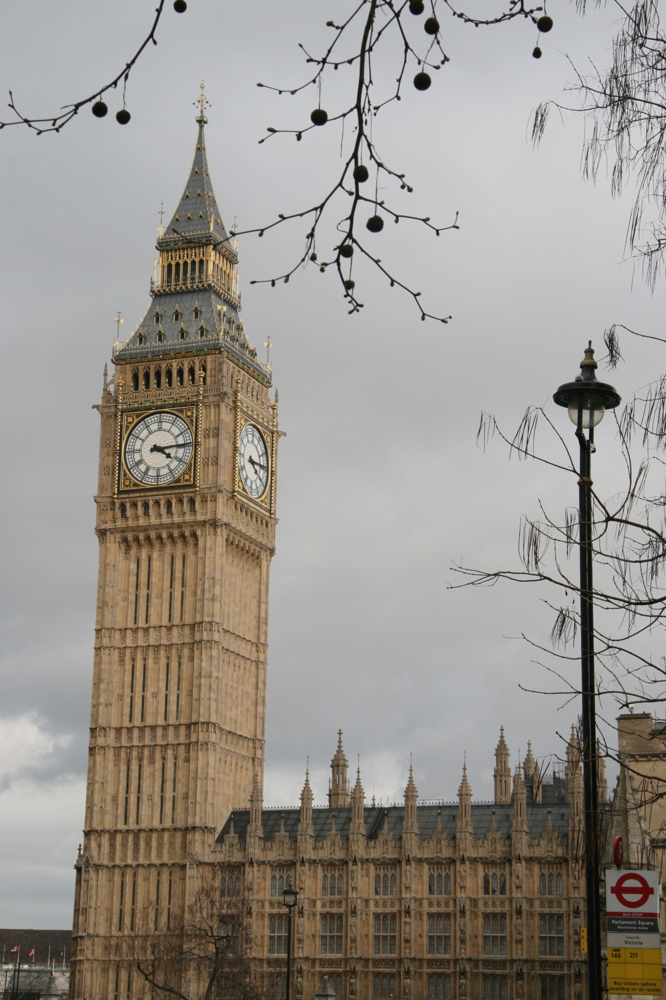 BUS STOP
Parliament Square
Westminster Abbey
towards
Victoria
148 211
Buy tickets before
boarding on all routes